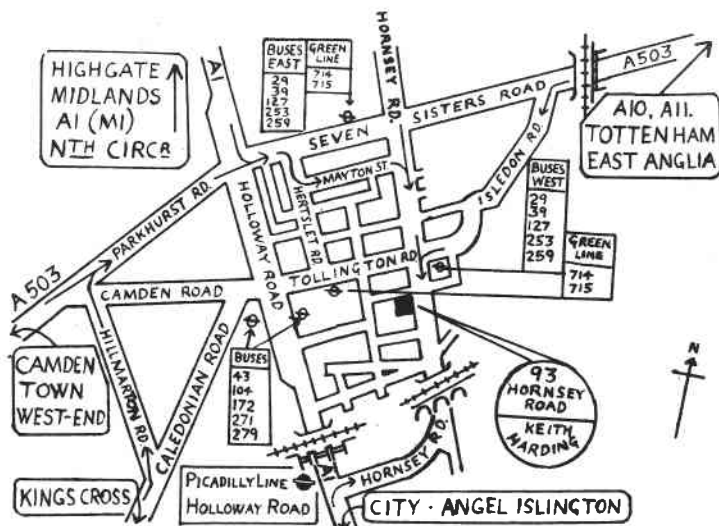 HIGHGATE
MIDLANDS
A1 (M1)
NTH CIRCR
A1
BUSES
EAST
29
39
127
253
259
GREEN
LINE
714
715
HORNSEY RD.
A503
A10, A11.
TOTTENHAM
EAST ANGLIA
SEVEN SISTERS ROAD
MAYTON ST.
ISLEDON RD.
HERTSLET RD
PARKHURST RD.
HOLLOWAY ROAD
BUSES
WEST
29
39
127
253
259
GREEN
LINE
714
715
TOLLINGTON RD
A503
CAMDEN ROAD
CAMDEN
TOWN
WEST-END
HILLMARTON RD.
CALEDONIAN ROAD
BUSES
43
104
172
271
279
93
HORNSEY
ROAD
KEITH
HARDING
N
KINGS CROSS
PICADILLY LINE
HOLLOWAY ROAD
A1
HORNSEY RD.
CITY · ANGEL ISLINGTON